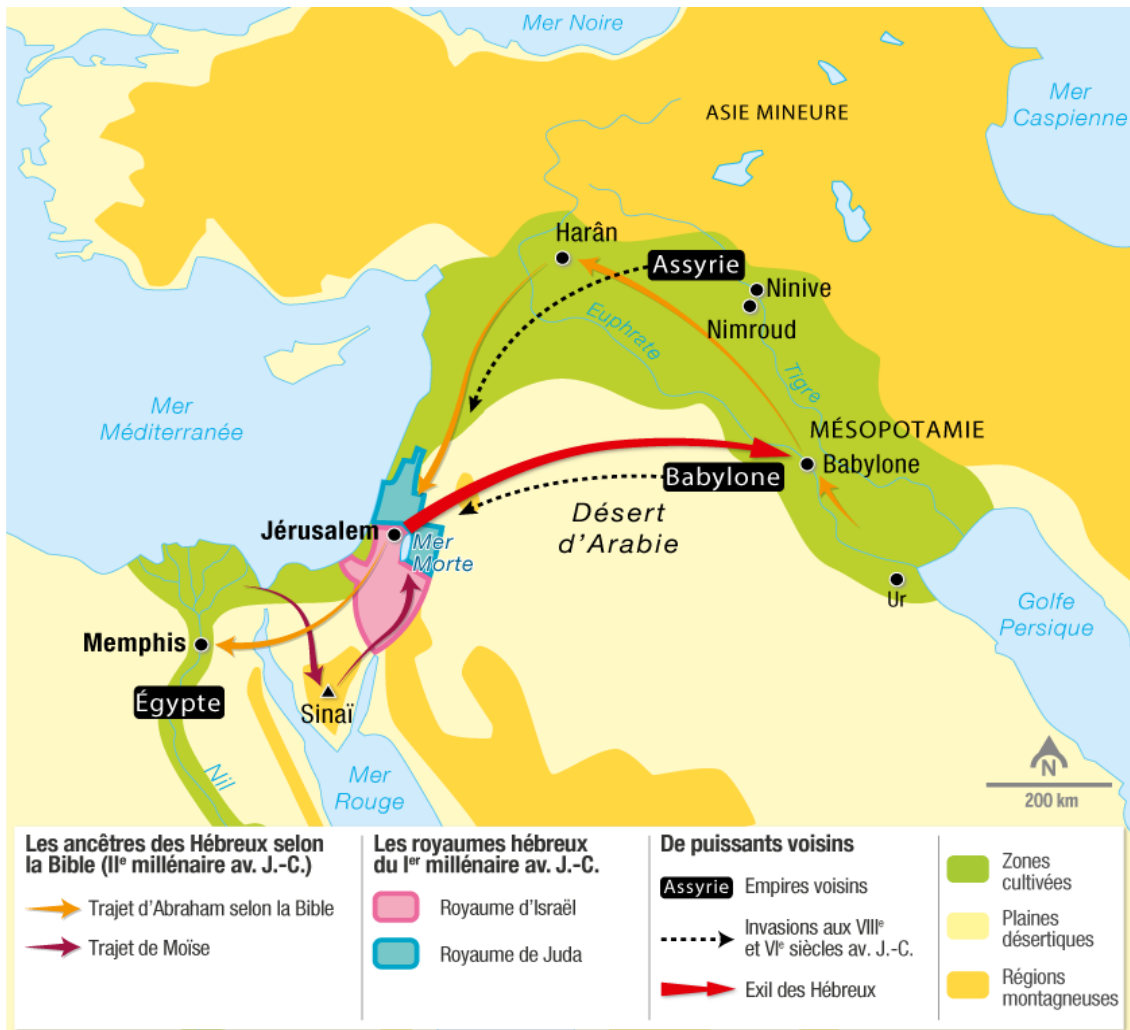 Mer Noire
ASIE MINEURE
Mer
Caspienne
Harân
Assyrie
Ninive
Nimroud
Euphrate
Tigre
Mer
Méditerranée
MÉSOPOTAMIE
Babylone
Babylone
Désert
d'Arabie
Jérusalem
Mer
Morte
Ur
Golfe
Persique
Memphis
Égypte
Sinaï
Nil
Mer
Rouge
N
200 km
Les ancêtres des Hébreux selon
la Bible (IIe millénaire av. J.-C.)
Trajet d'Abraham selon la Bible
Trajet de Moïse
Les royaumes hébreux
du Ier millénaire av. J.-C.
Royaume d'Israël
Royaume de Juda
De puissants voisins
Assyrie Empires voisins
Invasions aux VIIIe
et VIe siècles av. J.-C.
Exil des Hébreux
Zones
cultivées
Plaines
désertiques
Régions
montagneuses